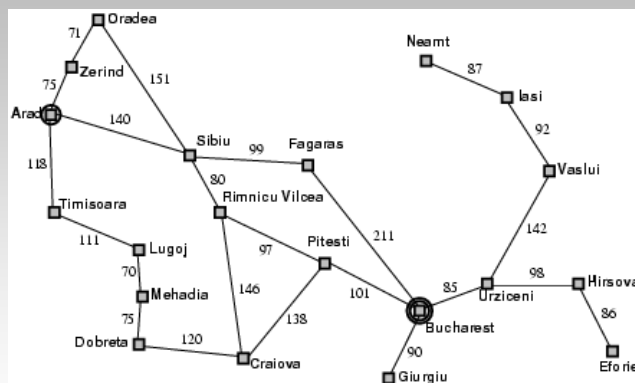 Oradea
71
Neamt
87
Zerind
75
151
Iasi
Arad
140
92
Sibiu
99
Fagaras
118
Vaslui
80
Timisoara
Rimnicu Vilcea
111
Lugoj
97
Pitesti
211
142
70
98
Hirsova
Mehadia
146
101
85
Urziceni
75
138
86
Bucharest
120
Dobreta
90
Craiova
Eforie
Giurgiu